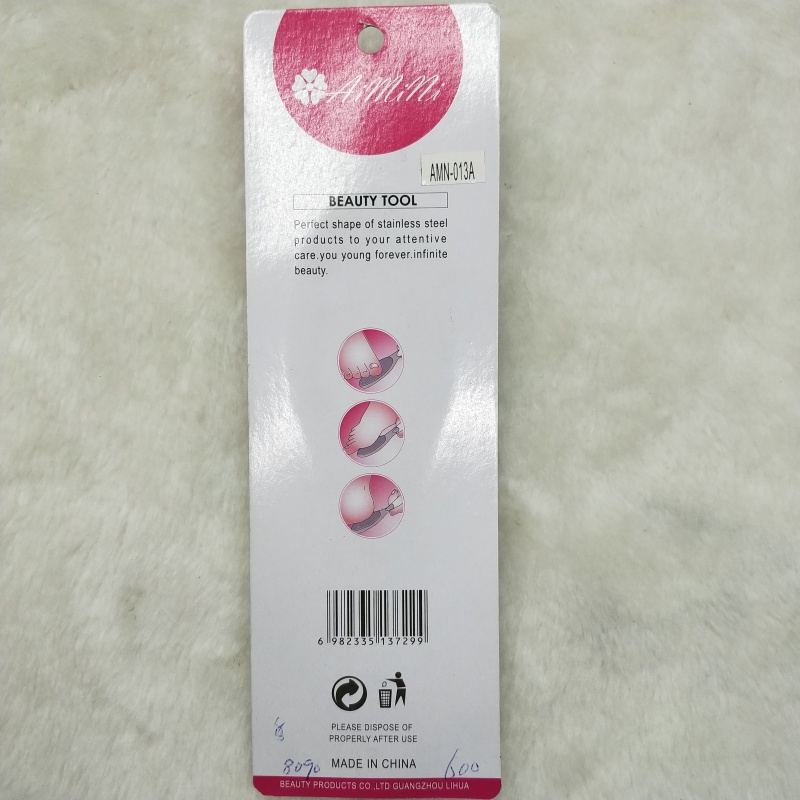 AiMiNi
AMN-013A
BEAUTY TOOL
Perfect shape of stainless steel
products to your attentive
care.you young forever.infinite
beauty.
6 982335 137299
PLEASE DISPOSE OF
PROPERLY AFTER USE
MADE IN CHINA
600
BEAUTY PRODUCTS CO.,LTD GUANGZHOU LIHUA